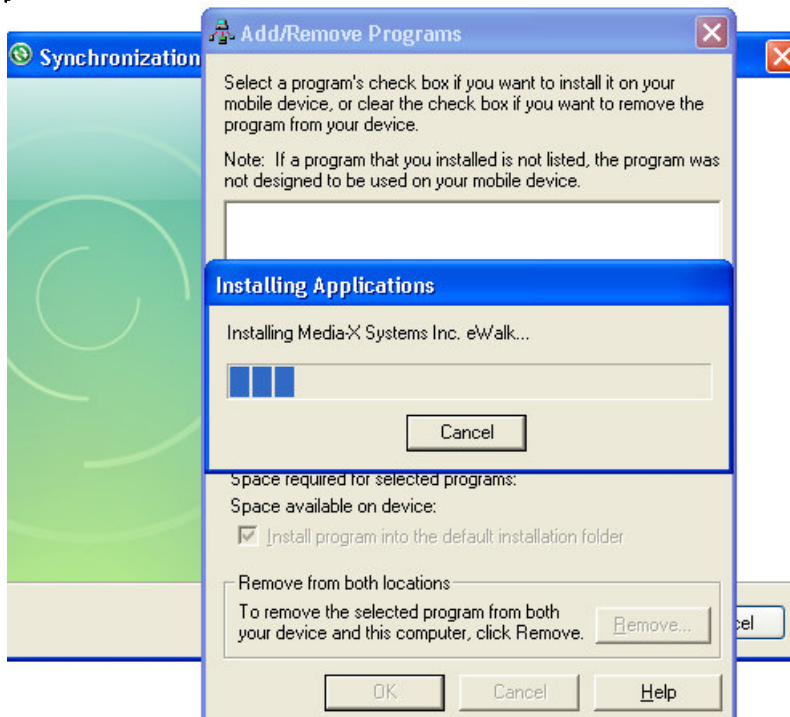 Add/Remove Programs
Synchronization
Select a program's check box if you want to install it on your
mobile device, or clear the check box if you want to remove the
program from your device.
Note: If a program that you installed is not listed, the program was
not designed to be used on your mobile device.
Installing Applications
Installing Media-X Systems Inc. eWalk...
Cancel
Space required for selected programs:
Space available on device:
Install program into the default installation folder
Remove from both locations
To remove the selected program from both
your device and this computer, click Remove.
Remove...
cel
OK
Cancel
Help